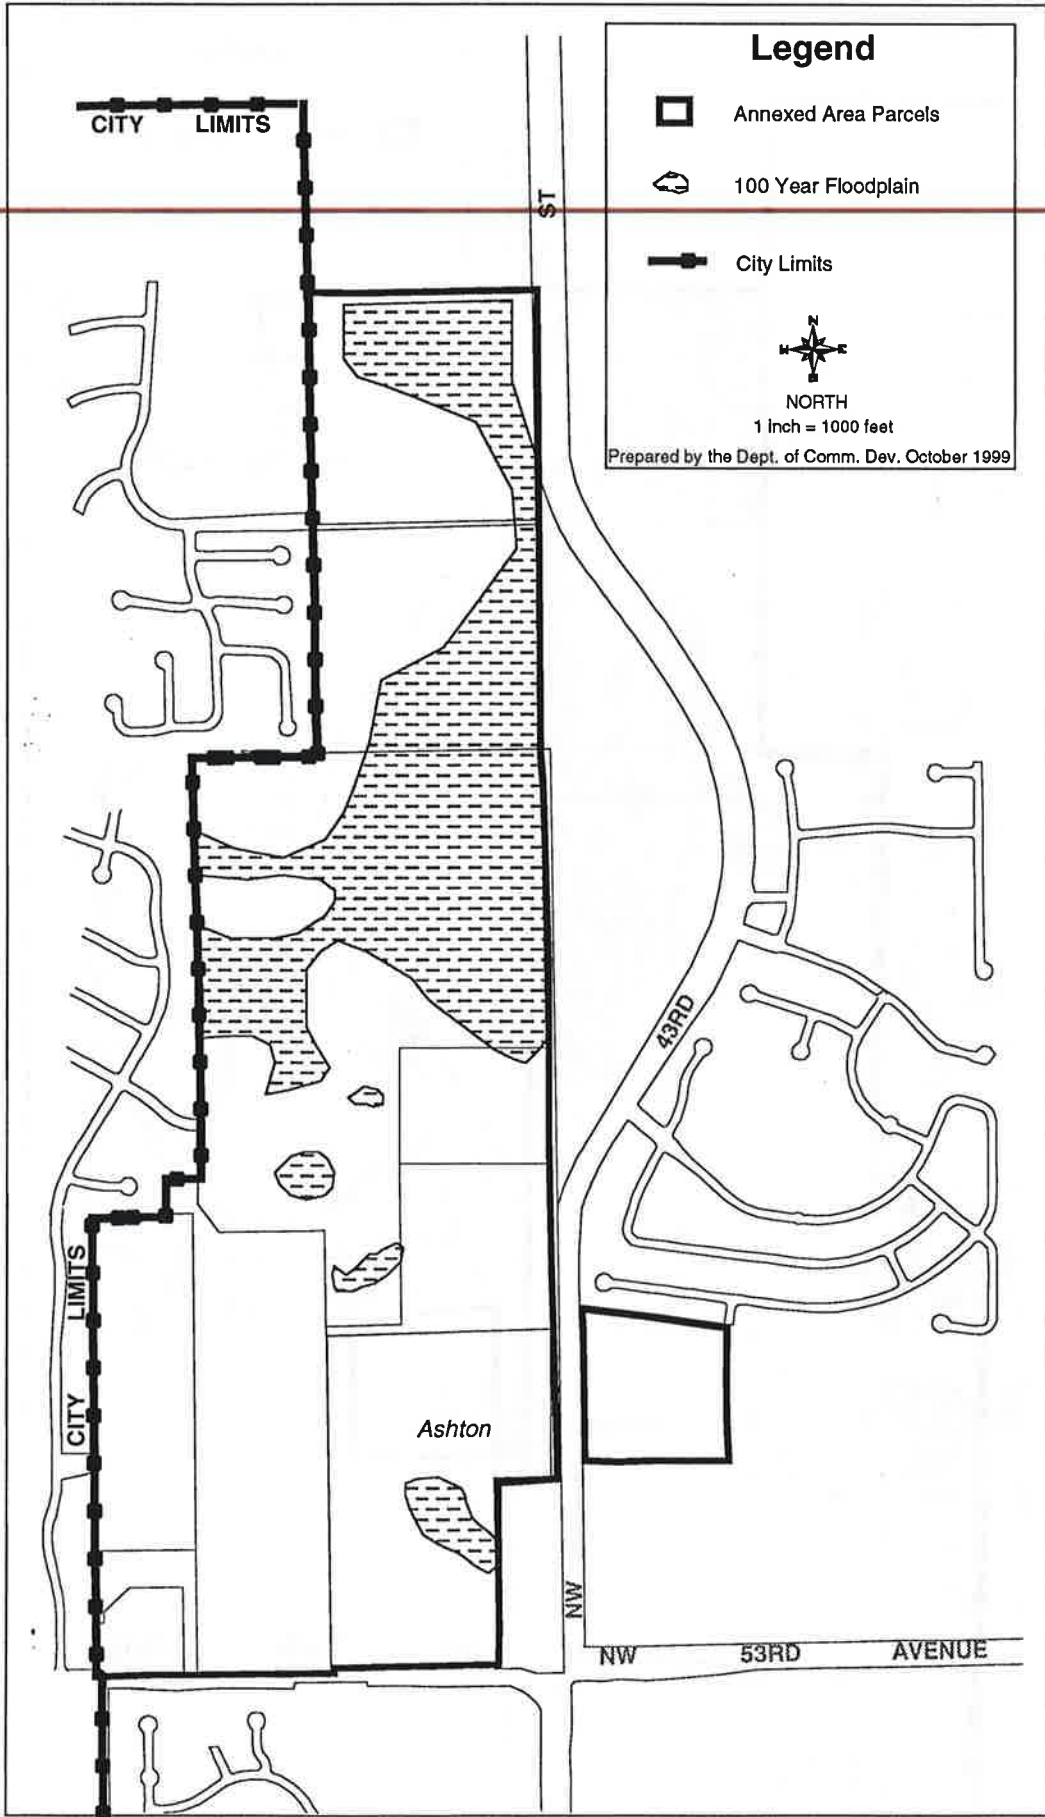 Legend
Annexed Area Parcels
100 Year Floodplain
City Limits
N
W E
S
NORTH
1 inch = 1000 feet
Prepared by the Dept. of Comm. Dev. October 1999
CITY LIMITS
ST
43RD
NW
CITY LIMITS
Ashton
NW 53RD AVENUE